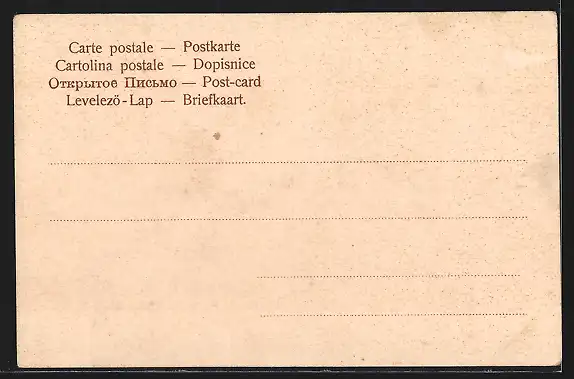 Carte postale — Postkarte
Cartolina postale — Dopisnice
Открытое Письмо — Post-card
Levelező-Lap — Briefkaart.